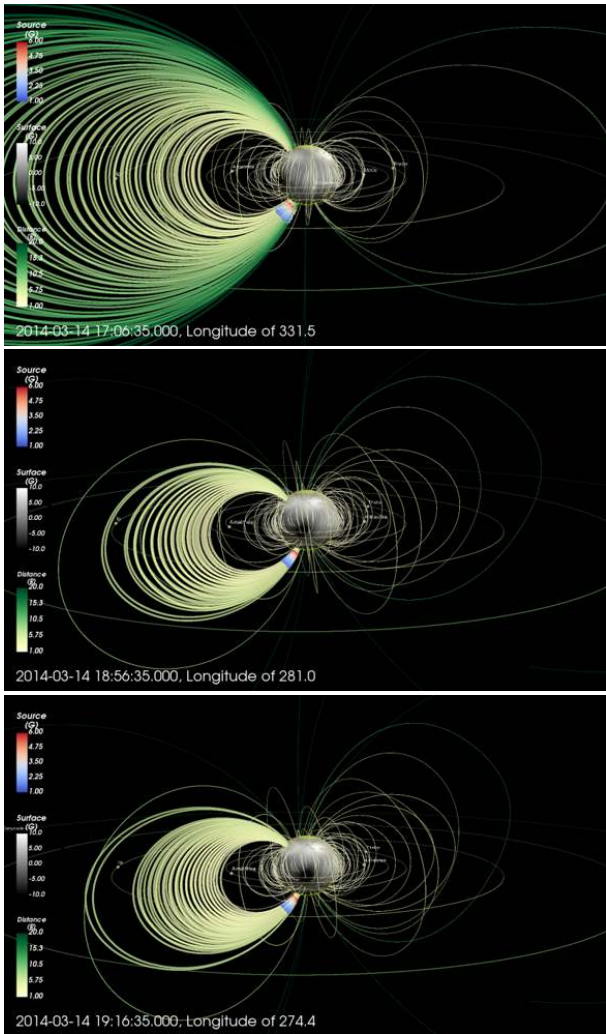 Source
(G)
6.00
4.75
3.50
2.25
1.00
Surface
(G)
10.0
5.00
0.00
-5.00
-10.0
Distance
20.0
15.3
10.5
5.75
1.00
2014-03-14 17:06:35.000, Longitude of 331.5
Source
(G)
6.00
4.75
3.50
2.25
1.00
Surface
(G)
10.0
5.00
0.00
-5.00
-10.0
Distance
20.0
15.3
10.5
5.75
1.00
2014-03-14 18:56:35.000, Longitude of 281.0
Source
(G)
6.00
4.75
3.50
2.25
1.00
Surface
(G)
10.0
5.00
0.00
-5.00
-10.0
Distance
20.0
15.3
10.5
5.75
1.00
2014-03-14 19:16:35.000, Longitude of 274.4